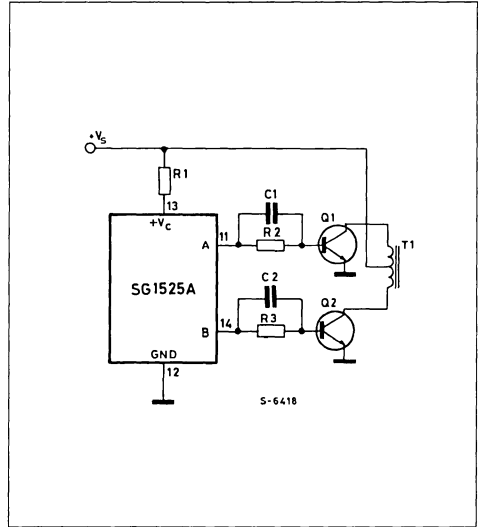 +Vs
R1
13
+Vc
C1
Q1
11
A
R2
T1
SG1525A
C2
Q2
14
B
R3
GND
12
S-6418